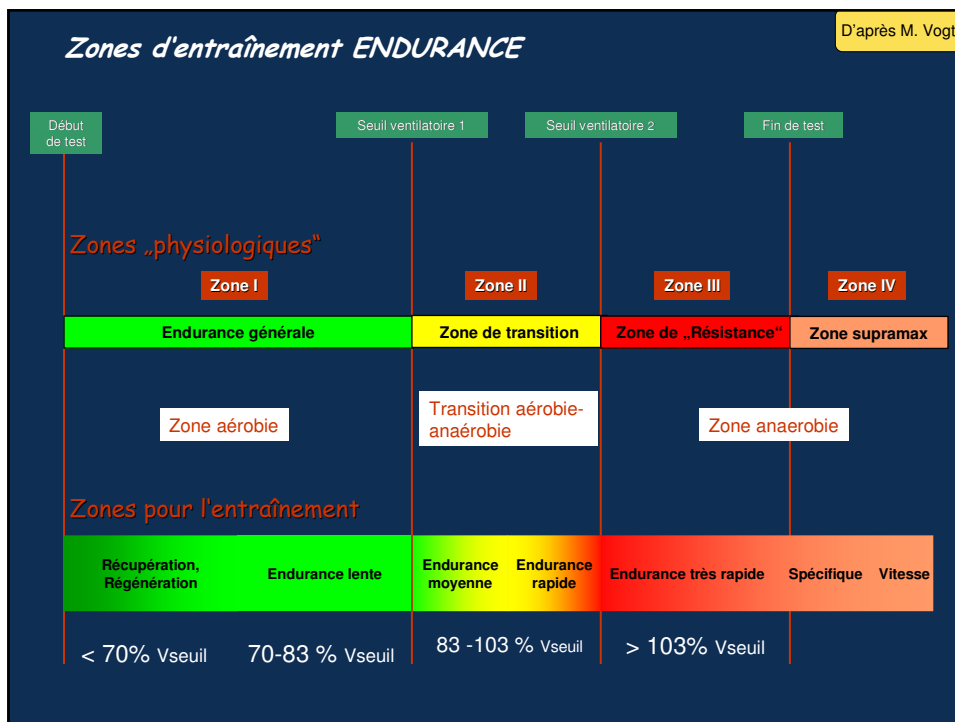 Zones d'entraînement ENDURANCE
D'après M. Vogt
Début
de test
Seuil ventilatoire 1
Seuil ventilatoire 2
Fin de test
Zones „physiologiques“
Zone I
Zone II
Zone III
Zone IV
Endurance générale
Zone de transition
Zone de „Résistance“
Zone supramax
Zone aérobie
Transition aérobie-
anaérobie
Zone anaerobie
Zones pour l'entraînement
Récupération,
Régénération
Endurance lente
Endurance
moyenne
Endurance
rapide
Endurance très rapide
Spécifique
Vitesse
< 70% Vseuil
70-83 % Vseuil
83 -103 % Vseuil
> 103% Vseuil